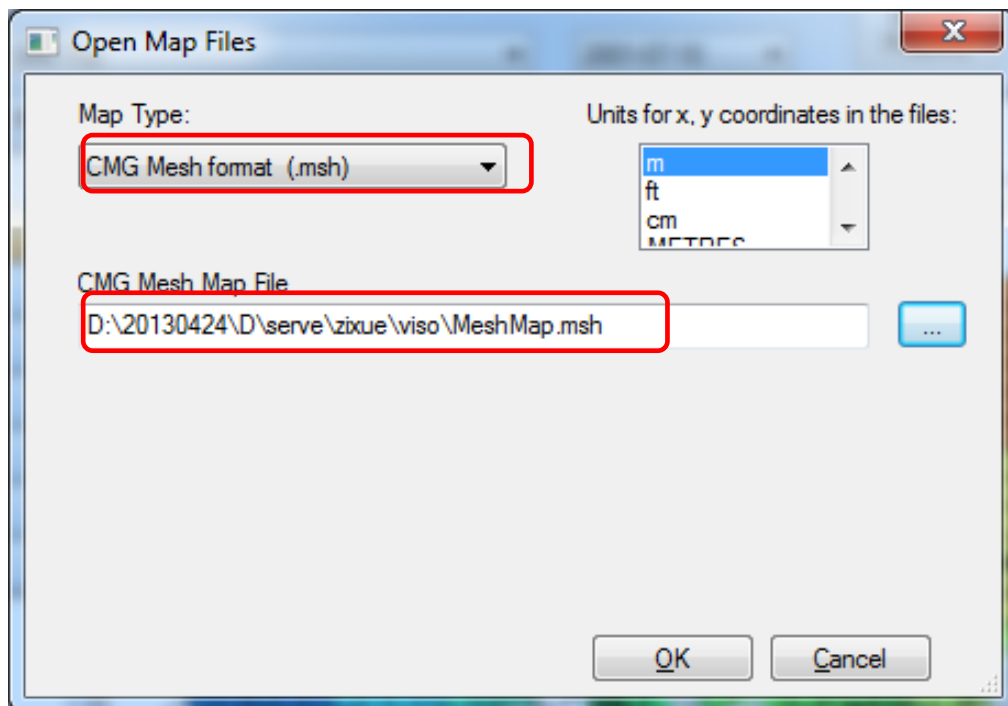 Open Map Files
Map Type:
Units for x, y coordinates in the files:
CMG Mesh format (.msh)
m
ft
cm
METRES
CMG Mesh Map File
D:\20130424\D\serve\zixue\viso\MeshMap.msh
...
OK
Cancel